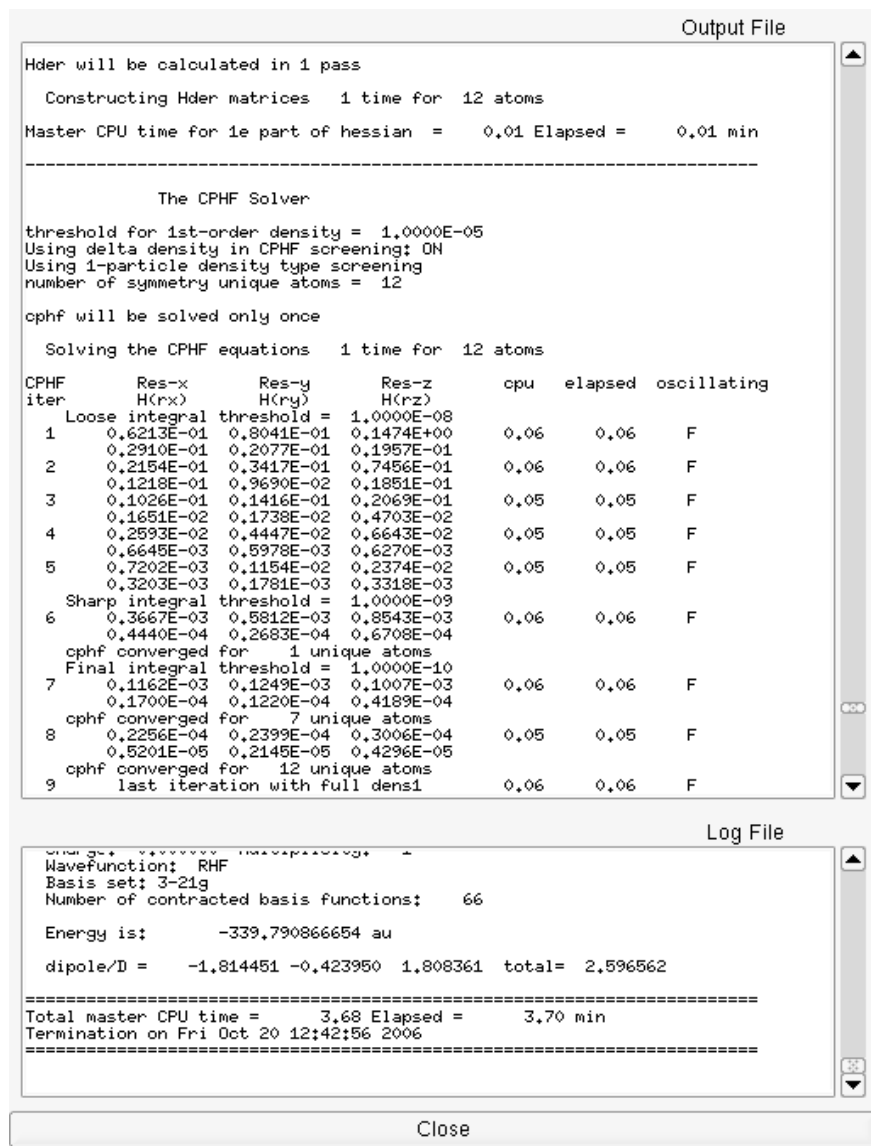 Output File
Hder will be calculated in 1 pass
Constructing Hder matrices 1 time for 12 atoms
Master CPU time for 1e part of hessian = 0.01 Elapsed = 0.01 min
------------------------------------------------------------------------
The CPHF Solver
threshold for 1st-order density = 1.0000E-05
Using delta density in CPHF screening: ON
Using 1-particle density type screening
number of symmetry unique atoms = 12
cphf will be solved only once
Solving the CPHF equations 1 time for 12 atoms
CPHF Res-x Res-y Res-z cpu elapsed oscillating
iter H(rx) H(ry) H(rz)
Loose integral threshold = 1.0000E-08
1 0.6213E-01 0.8041E-01 0.1474E+00 0.06 0.06 F
0.2910E-01 0.2077E-01 0.1957E-01
2 0.2154E-01 0.3417E-01 0.7456E-01 0.06 0.06 F
0.1218E-01 0.9690E-02 0.1851E-01
3 0.1026E-01 0.1416E-01 0.2069E-01 0.05 0.05 F
0.1651E-02 0.1738E-02 0.4703E-02
4 0.2593E-02 0.4447E-02 0.6643E-02 0.05 0.05 F
0.6645E-03 0.5978E-03 0.6270E-03
5 0.7202E-03 0.1154E-02 0.2374E-02 0.05 0.05 F
0.3203E-03 0.1781E-03 0.3318E-03
Sharp integral threshold = 1.0000E-09
6 0.3667E-03 0.5812E-03 0.8543E-03 0.06 0.06 F
0.4440E-04 0.2683E-04 0.6708E-04
cphf converged for 1 unique atoms
Final integral threshold = 1.0000E-10
7 0.1162E-03 0.1249E-03 0.1007E-03 0.06 0.06 F
0.1700E-04 0.1220E-04 0.4189E-04
cphf converged for 7 unique atoms
8 0.2256E-04 0.2399E-04 0.3006E-04 0.05 0.05 F
0.5201E-05 0.2145E-05 0.4296E-05
cphf converged for 12 unique atoms
9 last iteration with full dens1 0.06 0.06 F
Log File
Wavefunction: RHF
Basis set: 3-21g
Number of contracted basis functions: 66
Energy is: -339.790866654 au
dipole/D = -1.814451 -0.423950 1.808361 total= 2.596562
========================================================================
Total master CPU time = 3.68 Elapsed = 3.70 min
Termination on Fri Oct 20 12:42:56 2006
========================================================================
Close